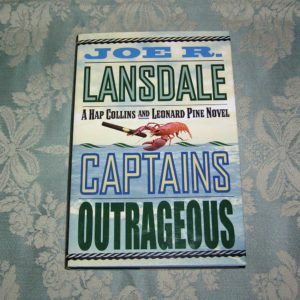 JOE R.
LANSDALE
A HAP COLLINS AND LEONARD PINE NOVEL
CAPTAINS
OUTRAGEOUS